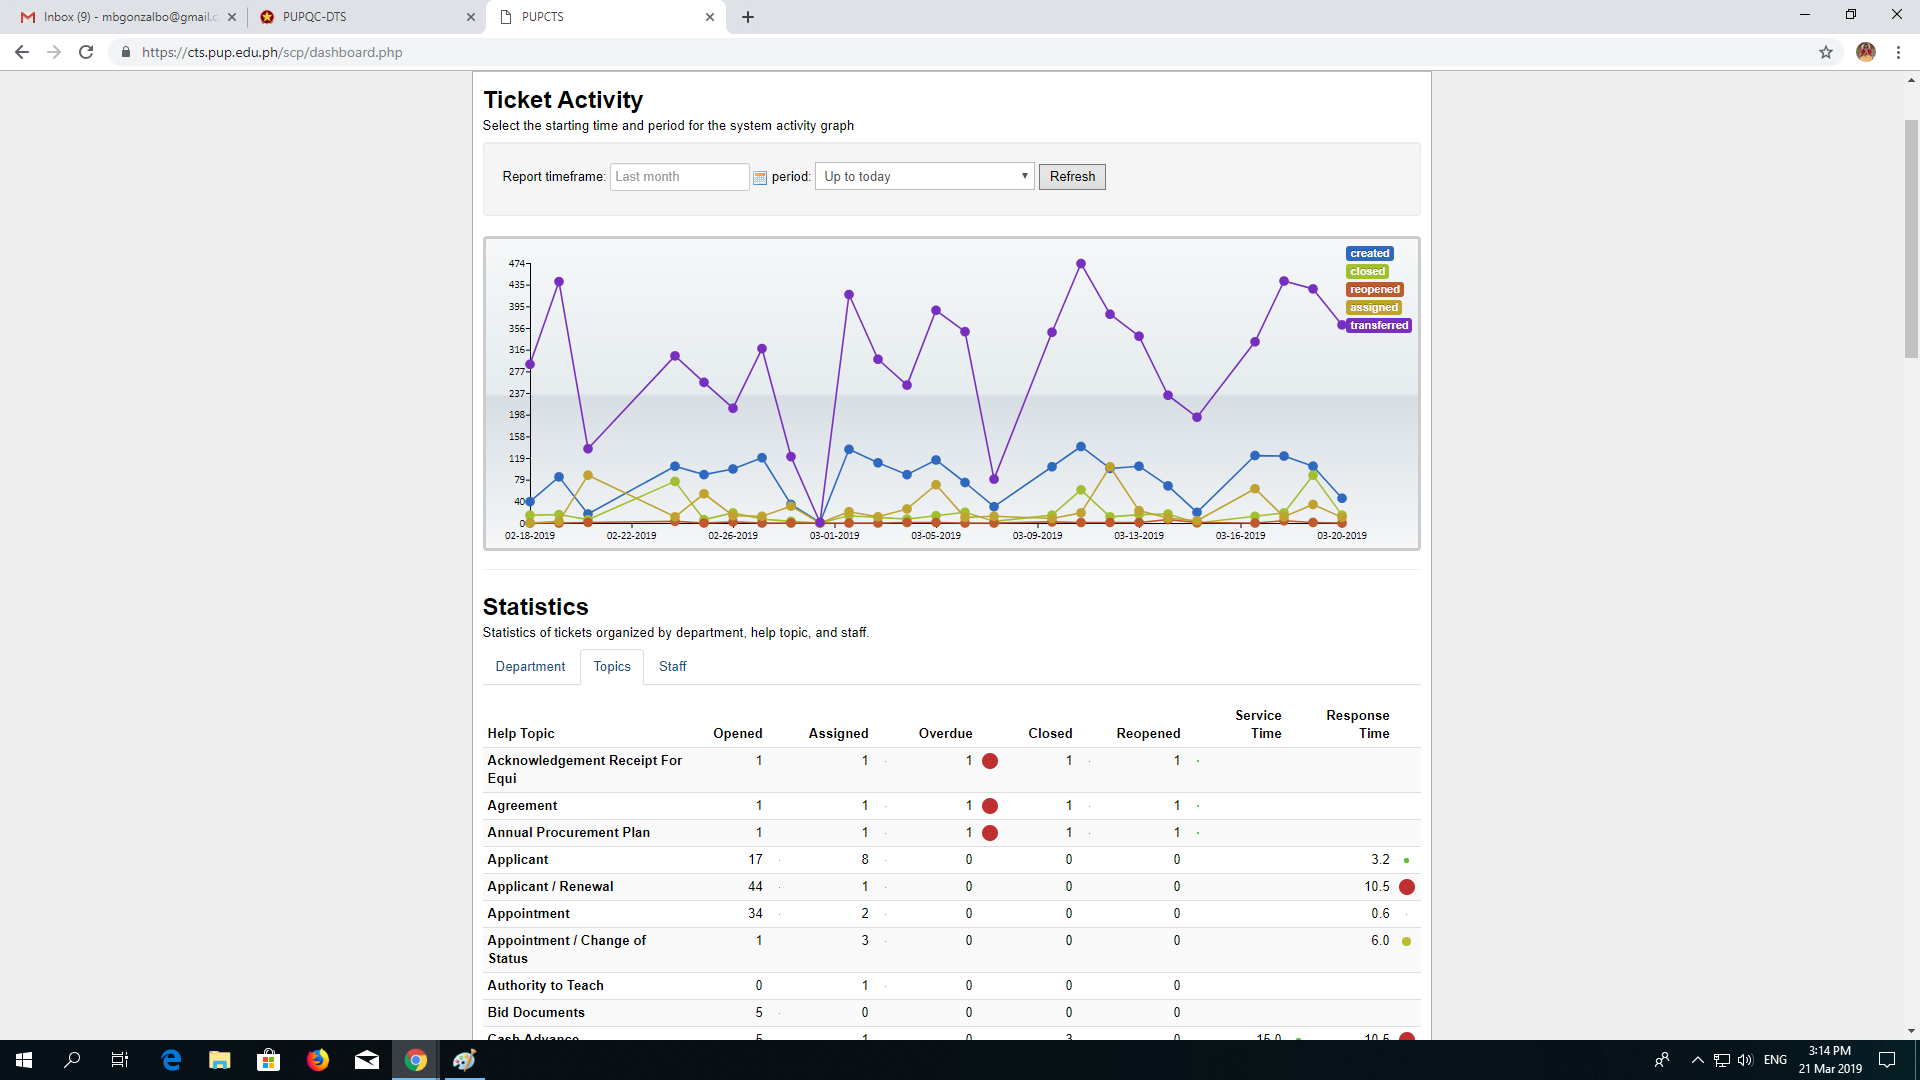 Inbox (9) - mbgonzalbo@gmail.c
PUPQC-DTS
PUPCTS
https://cts.pup.edu.ph/scp/dashboard.php
Ticket Activity
Select the starting time and period for the system activity graph
Report timeframe: Last month period: Up to today Refresh
created
closed
reopened
assigned
transferred
474
435
395
356
316
277
237
198
158
119
79
40
0
02-18-2019 02-22-2019 02-26-2019 03-01-2019 03-05-2019 03-09-2019 03-13-2019 03-16-2019 03-20-2019
Statistics
Statistics of tickets organized by department, help topic, and staff.
Department Topics Staff
Service Response
Help Topic Opened Assigned Overdue Closed Reopened Time Time
Acknowledgement Receipt For 1 1 1 1 1
Equi
Agreement 1 1 1 1 1
Annual Procurement Plan 1 1 1 1 1
Applicant 17 8 0 0 0 3.2
Applicant / Renewal 44 1 0 0 0 10.5
Appointment 34 2 0 0 0 0.6
Appointment / Change of 1 3 0 0 0 6.0
Status
Authority to Teach 0 1 0 0 0
Bid Documents 5 0 0 0 0
Cash Advance 5 1 0 3 0 15.0 10.5
ENG
3:14 PM
21 Mar 2019